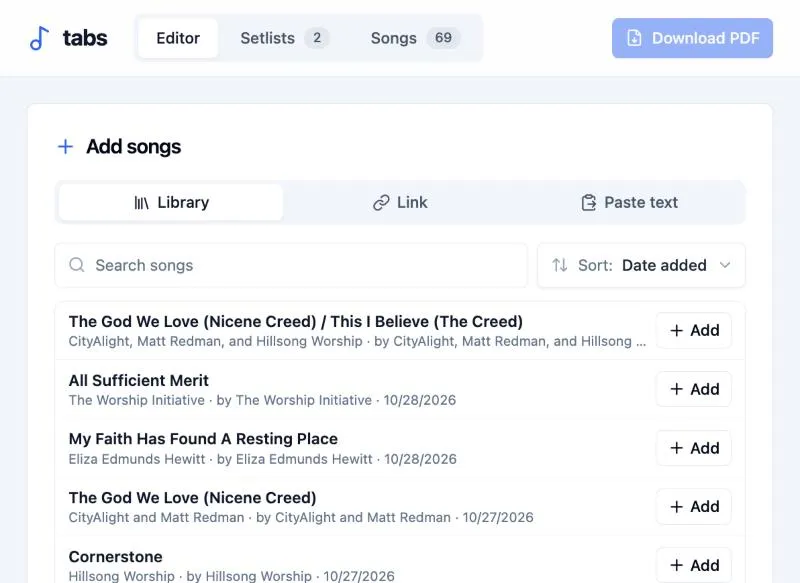 tabs
Editor
Setlists 2
Songs 69
Download PDF
Add songs
Library
Link
Paste text
Search songs
Sort: Date added
The God We Love (Nicene Creed) / This I Believe (The Creed)
CityAlight, Matt Redman, and Hillsong Worship · by CityAlight, Matt Redman, and Hillsong ...
Add
All Sufficient Merit
The Worship Initiative · by The Worship Initiative · 10/28/2026
Add
My Faith Has Found A Resting Place
Eliza Edmunds Hewitt · by Eliza Edmunds Hewitt · 10/28/2026
Add
The God We Love (Nicene Creed)
CityAlight and Matt Redman · by CityAlight and Matt Redman · 10/27/2026
Add
Cornerstone
Hillsong Worship · by Hillsong Worship · 10/27/2026
Add